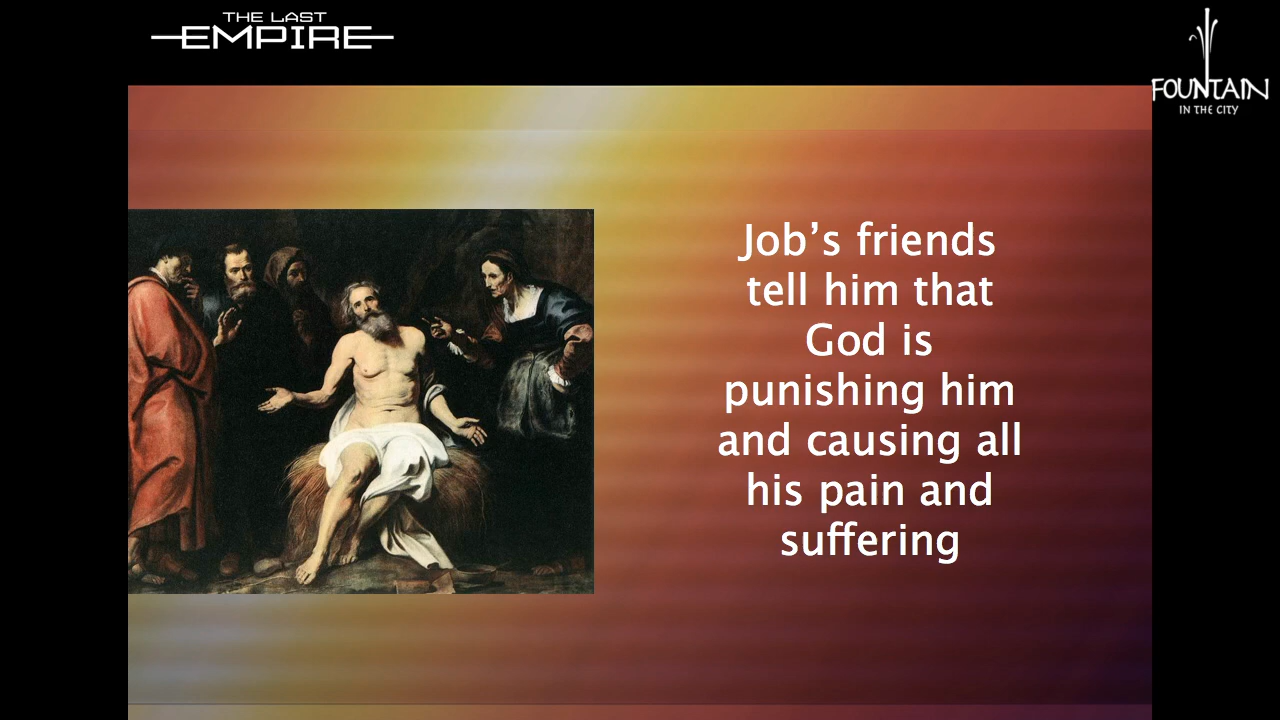 THE LAST
EMPIRE
FOUNTAIN
IN THE CITY
Job’s friends
tell him that
God is
punishing him
and causing all
his pain and
suffering